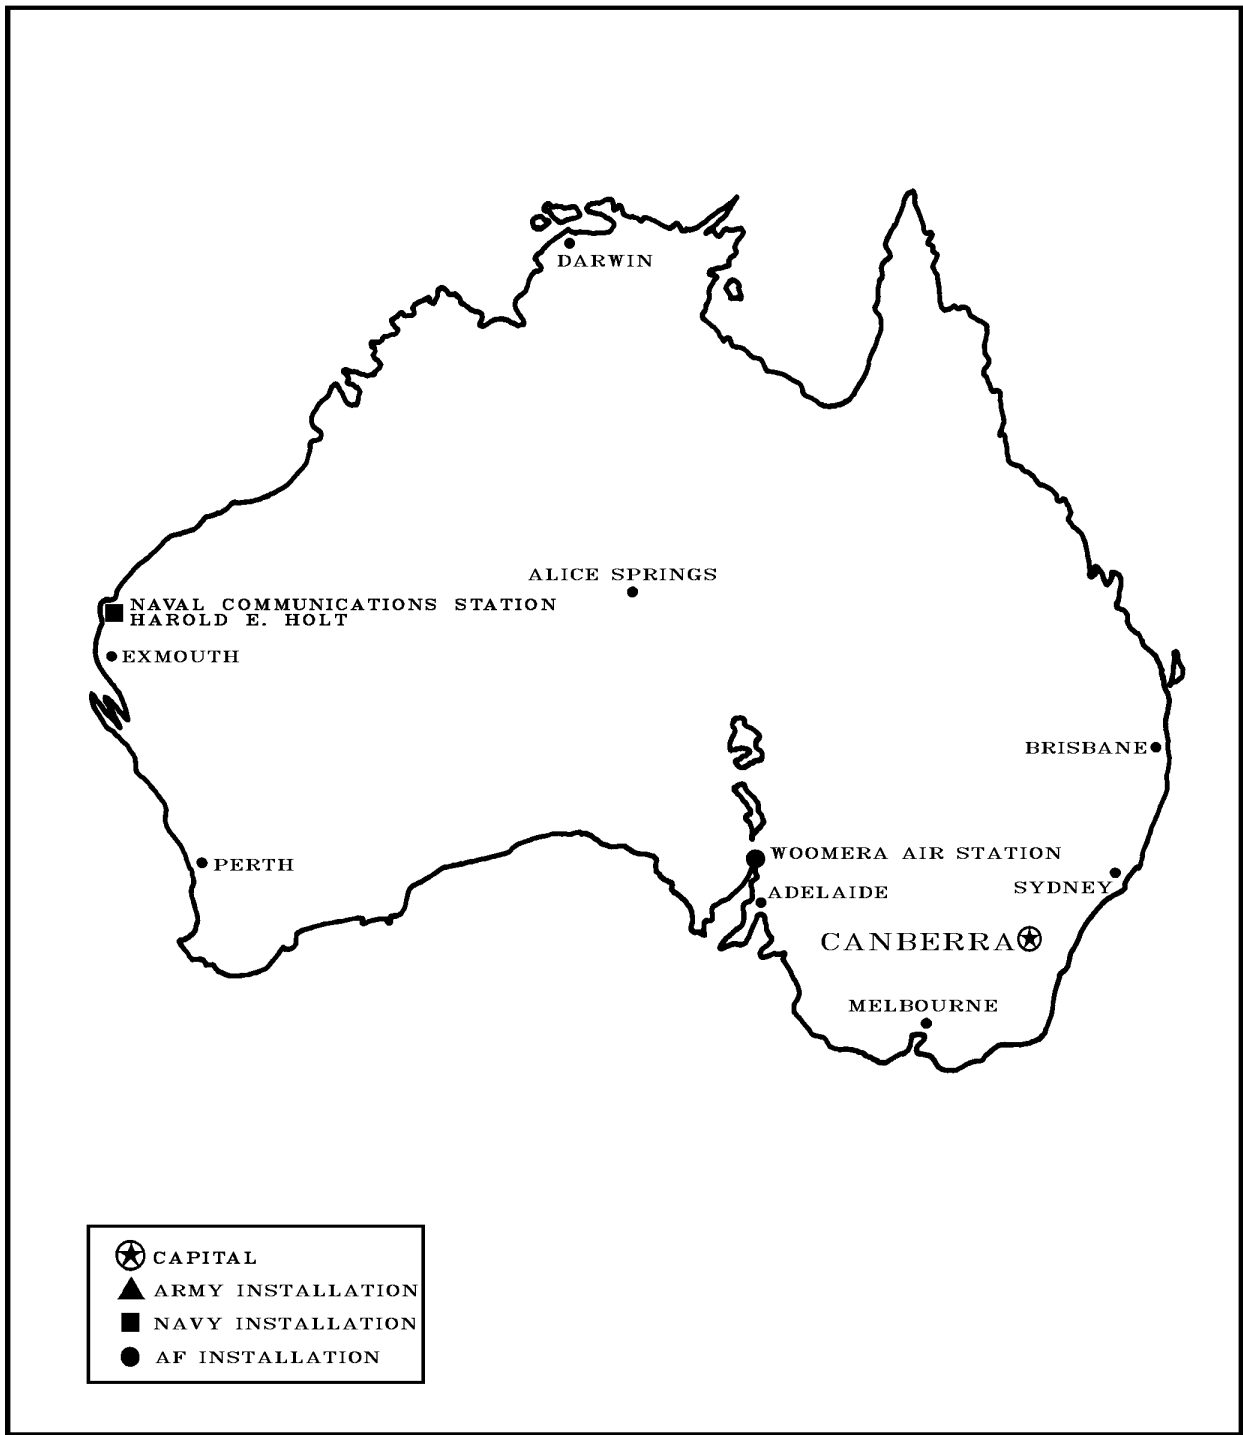 DARWIN
ALICE SPRINGS
NAVAL COMMUNICATIONS STATION
HAROLD E. HOLT
EXMOUTH
BRISBANE
WOOMERA AIR STATION
PERTH
SYDNEY
ADELAIDE
CANBERRA
MELBOURNE
CAPITAL
ARMY INSTALLATION
NAVY INSTALLATION
AF INSTALLATION